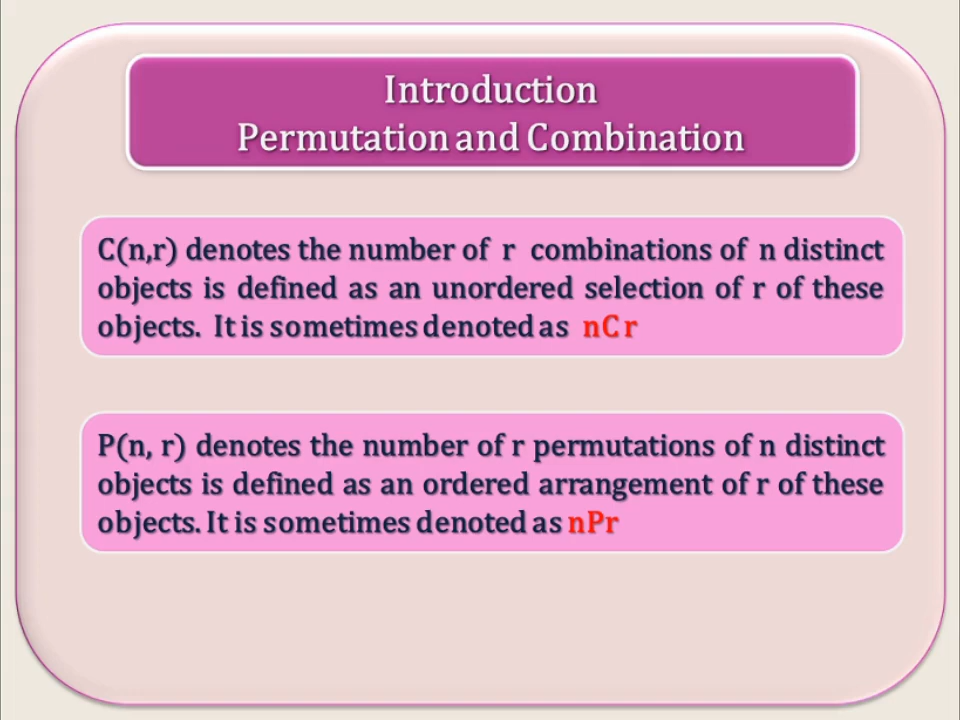 Introduction
Permutation and Combination
C(n,r) denotes the number of r combinations of n distinct
objects is defined as an unordered selection of r of these
objects. It is sometimes denoted as nC r
P(n, r) denotes the number of r permutations of n distinct
objects is defined as an ordered arrangement of r of these
objects. It is sometimes denoted as nPr